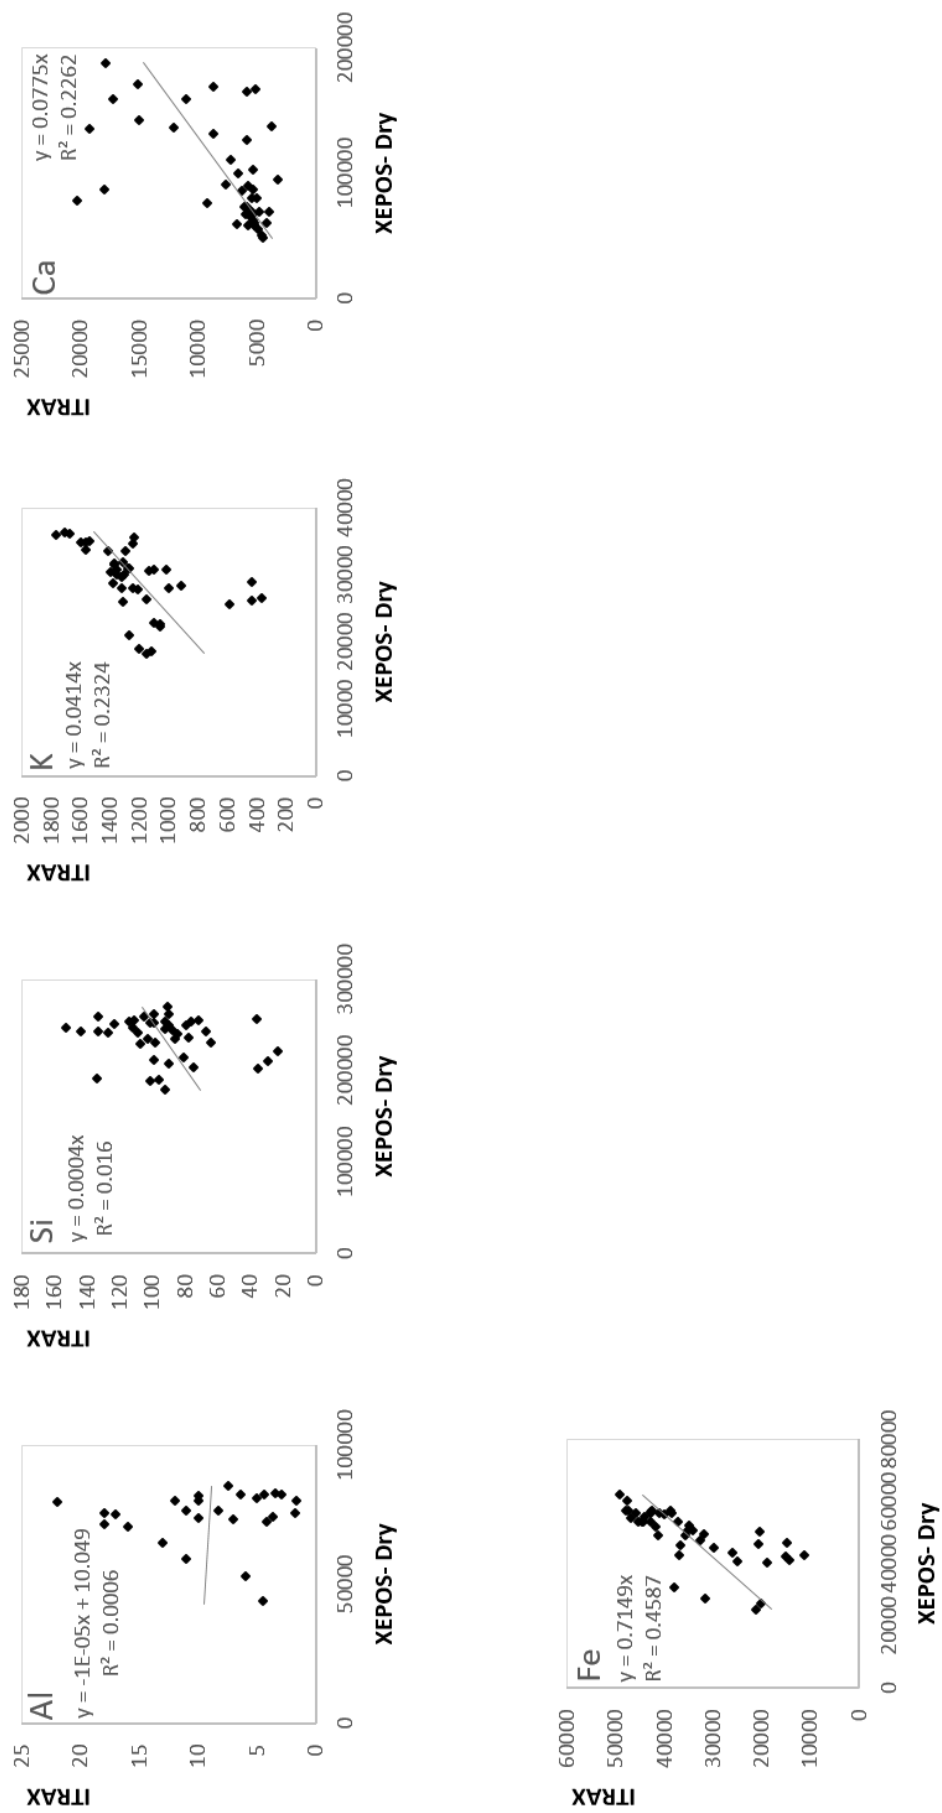 Al
y = -1E-05x + 10.049
R² = 0.0006
25
20
15
10
5
0
0
50000
100000
ITRAX
XEPOS- Dry
Si
y = 0.0004x
R² = 0.016
180
160
140
120
100
80
60
40
20
0
0
100000
200000
300000
ITRAX
XEPOS- Dry
K
y = 0.0414x
R² = 0.2324
2000
1800
1600
1400
1200
1000
800
600
400
200
0
0
10000
20000
30000
40000
ITRAX
XEPOS- Dry
Ca
y = 0.0775x
R² = 0.2262
25000
20000
15000
10000
5000
0
0
100000
200000
ITRAX
XEPOS- Dry
Fe
y = 0.7149x
R² = 0.4587
60000
50000
40000
30000
20000
10000
0
0
20000
40000
60000
80000
ITRAX
XEPOS- Dry